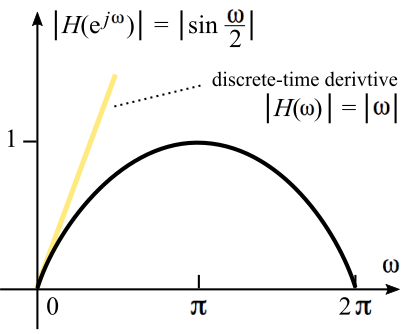 |H(e^jω)| = |sin ω/2|
discrete-time derivtive
|H(ω)| = |ω|
1
ω
0
π
2π